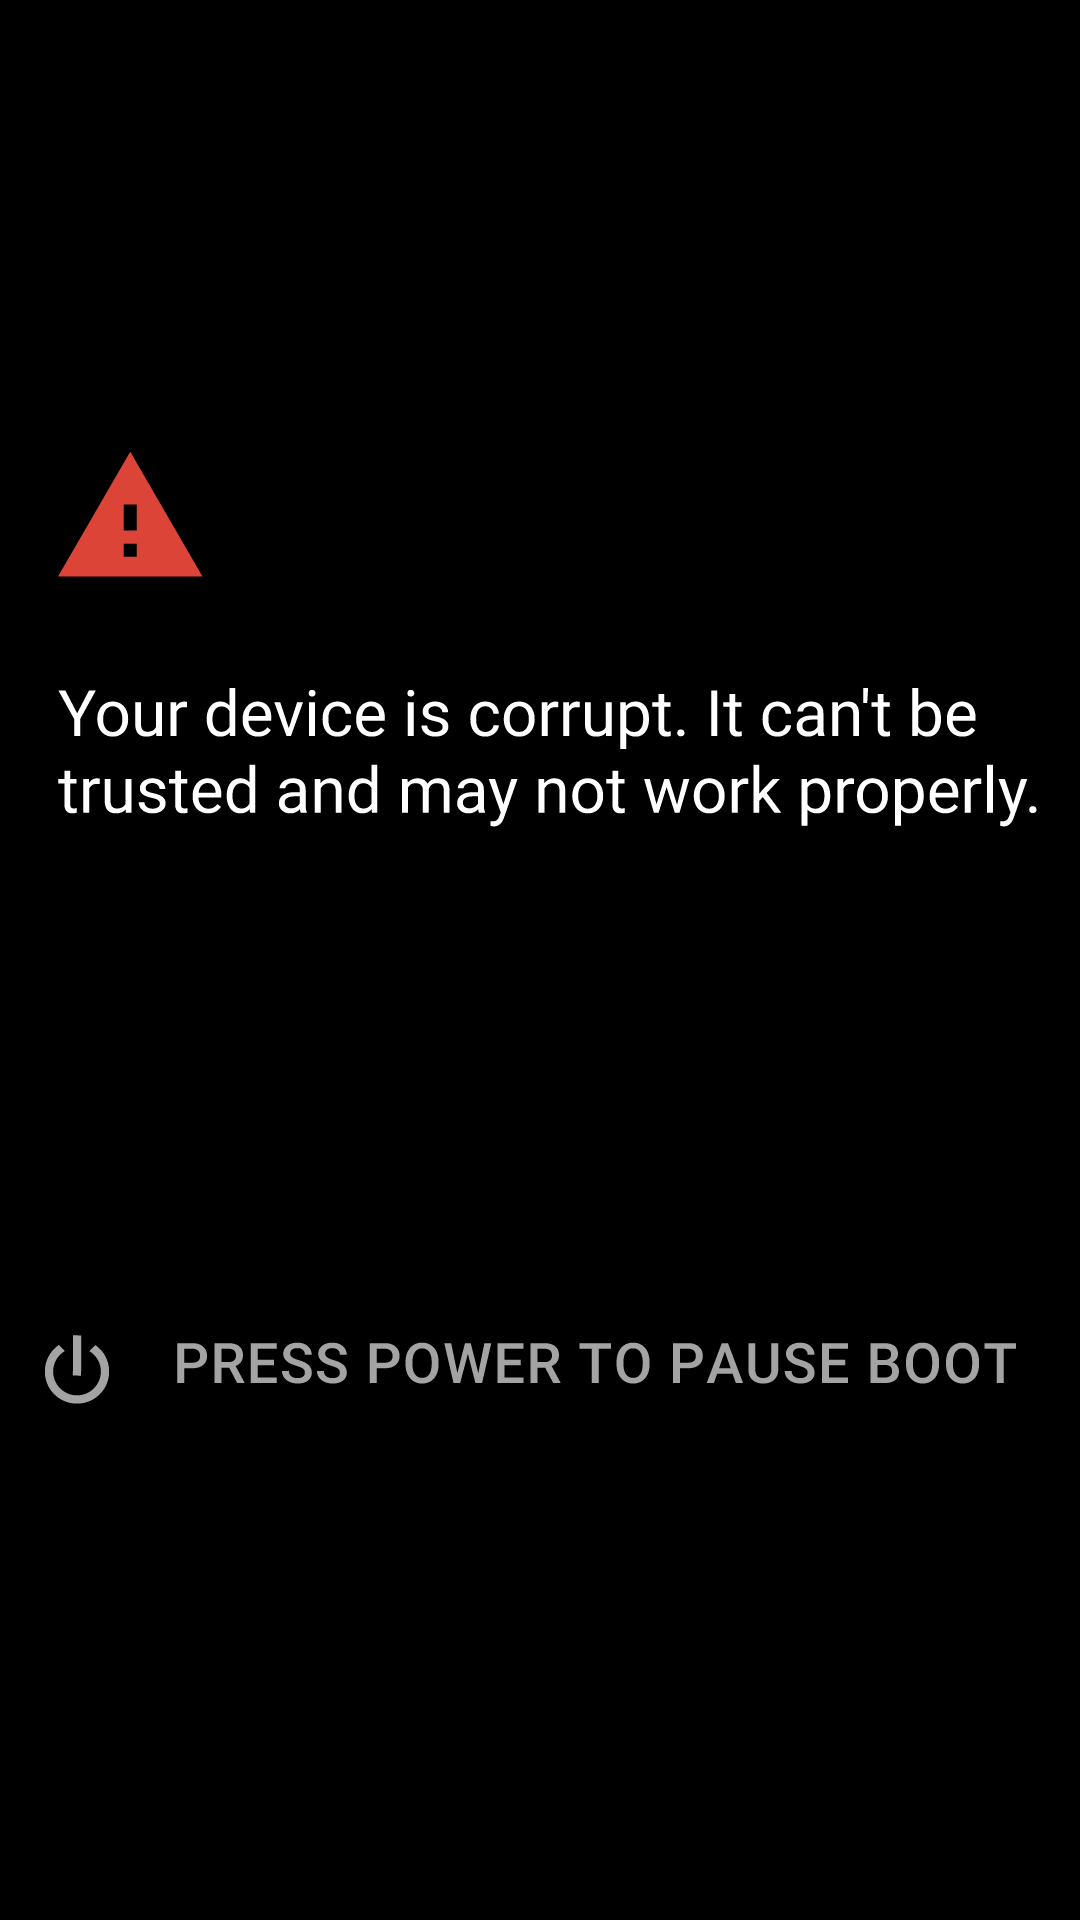 Your device is corrupt. It can't be
trusted and may not work properly.
PRESS POWER TO PAUSE BOOT